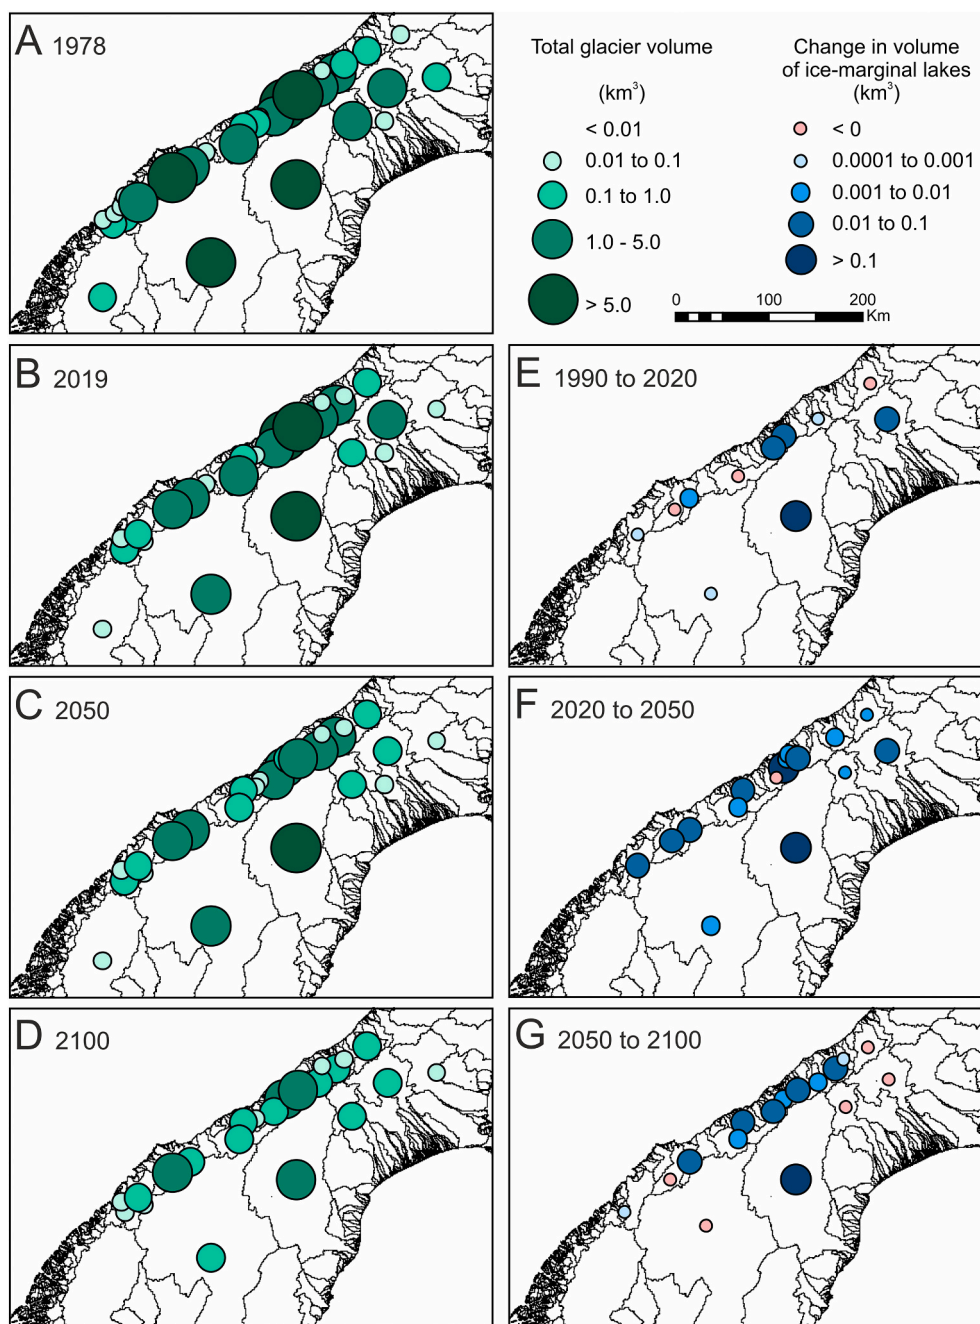 A 1978
Total glacier volume
(km³)
< 0.01
0.01 to 0.1
0.1 to 1.0
1.0 - 5.0
> 5.0
Change in volume
of ice-marginal lakes
(km³)
< 0
0.0001 to 0.001
0.001 to 0.01
0.01 to 0.1
> 0.1
0 100 200
Km
B 2019
E 1990 to 2020
C 2050
F 2020 to 2050
D 2100
G 2050 to 2100